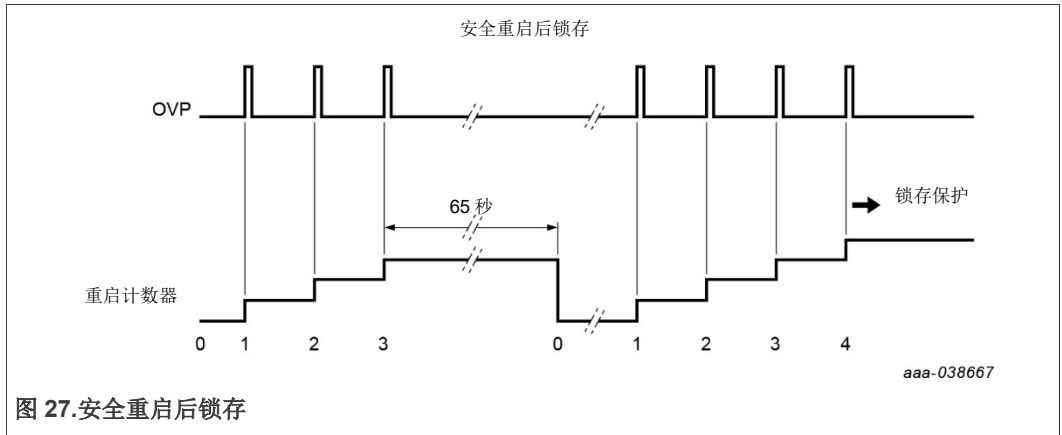 安全重启后锁存
OVP
65 秒
锁存保护
重启计数器
0 1 2 3 0 1 2 3 4
aaa-038667
图 27.安全重启后锁存